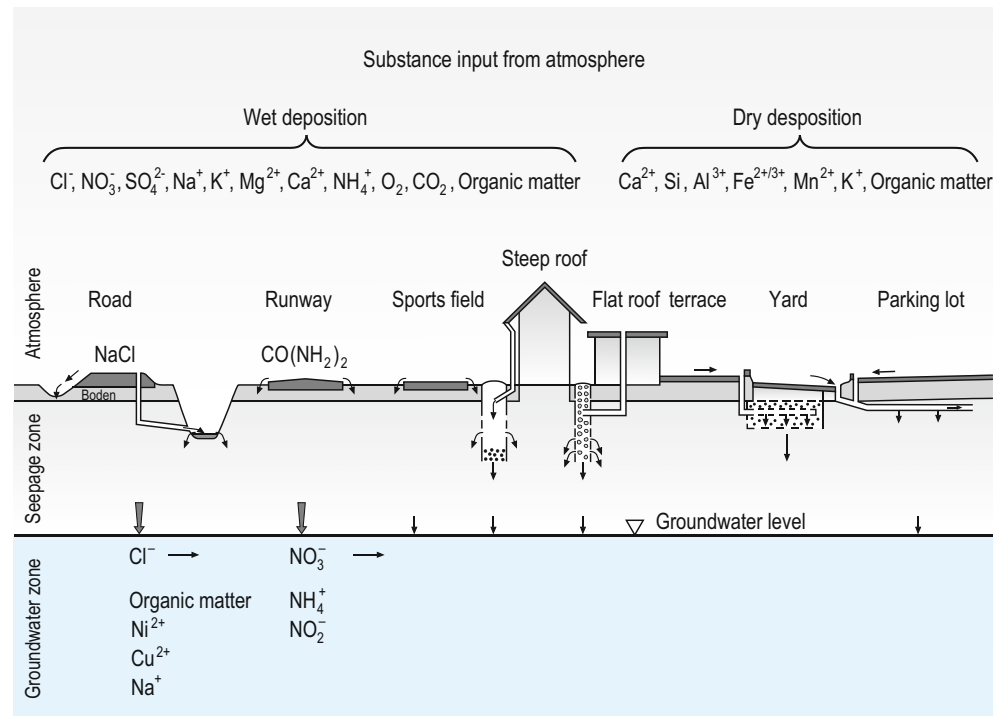 Substance input from atmosphere
Wet deposition
Dry desposition
Cl⁻, NO₃⁻, SO₄²⁻, Na⁺, K⁺, Mg²⁺, Ca²⁺, NH₄⁺, O₂, CO₂, Organic matter
Ca²⁺, Si, Al³⁺, Fe²⁺/³⁺, Mn²⁺, K⁺, Organic matter
Atmosphere
Steep roof
Road
Runway
Sports field
Flat roof terrace
Yard
Parking lot
NaCl
CO(NH₂)₂
Boden
Seepage zone
Groundwater level
Groundwater zone
Cl⁻
Organic matter
Ni²⁺
Cu²⁺
Na⁺
NO₃⁻
NH₄⁺
NO₂⁻